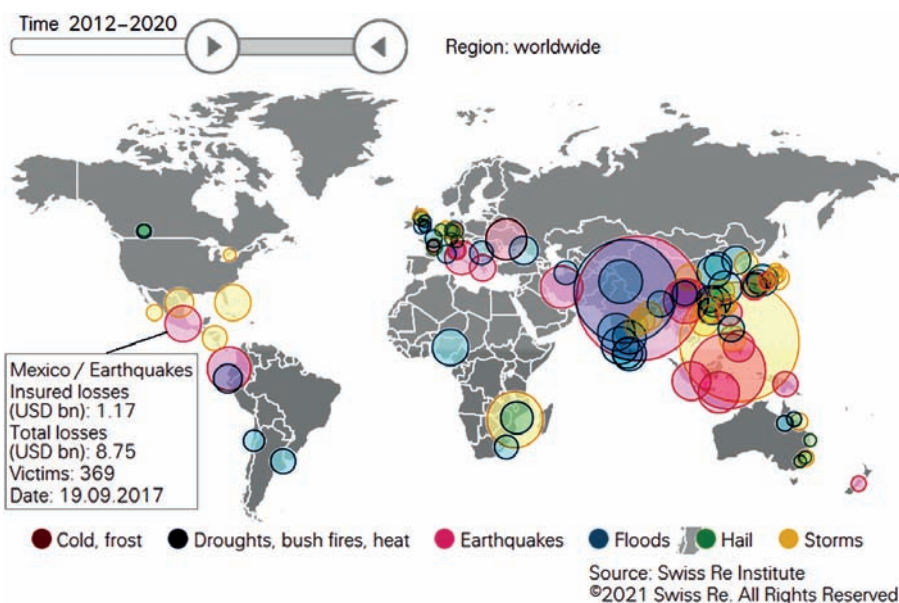 Time 2012–2020
Region: worldwide
Mexico / Earthquakes
Insured losses
(USD bn): 1.17
Total losses
(USD bn): 8.75
Victims: 369
Date: 19.09.2017
Cold, frost
Droughts, bush fires, heat
Earthquakes
Floods
Hail
Storms
Source: Swiss Re Institute
©2021 Swiss Re. All Rights Reserved